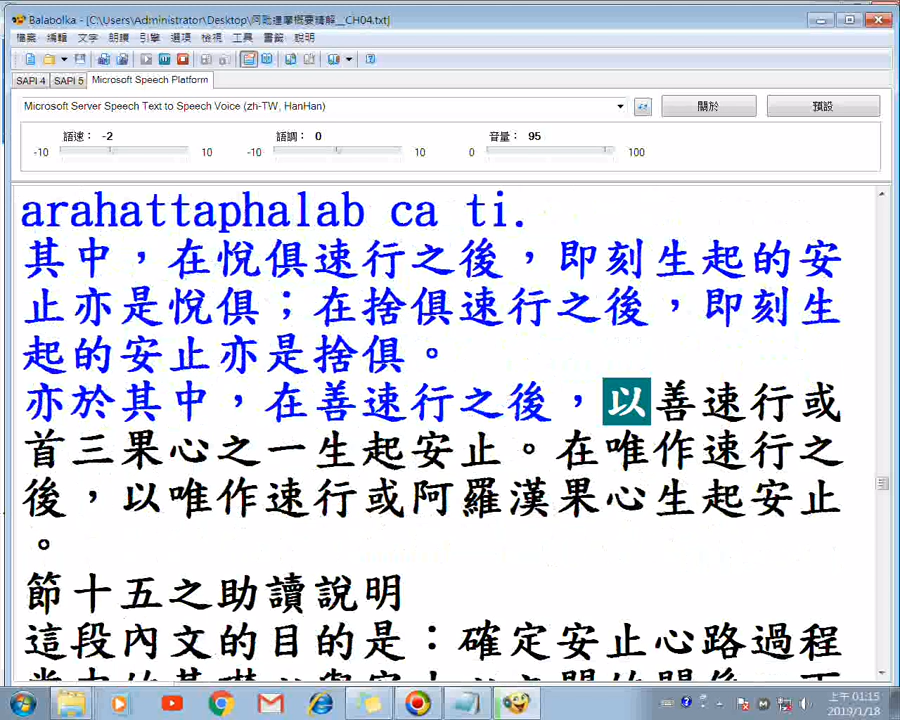 Balabolka - [C:\Users\Administrator\Desktop\阿毗達摩概要精解__CH04.txt]
檔案 編輯 文字 朗讀 引擎 選項 檢視 工具 書籤 說明
SAPI 4 SAPI 5 Microsoft Speech Platform
Microsoft Server Speech Text to Speech Voice (zh-TW, HanHan) 關於 預設
語速： -2 語調： 0 音量： 95
-10 10 -10 10 0 100
arahattaphalab ca ti.
其中，在悅俱速行之後，即刻生起的安
止亦是悅俱；在捨俱速行之後，即刻生
起的安止亦是捨俱。
亦於其中，在善速行之後，以善速行或
首三果心之一生起安止。在唯作速行之
後，以唯作速行或阿羅漢果心生起安止
。
節十五之助讀說明
這段內文的目的是：確定安止心路過程
上午 01:15
2019/1/18